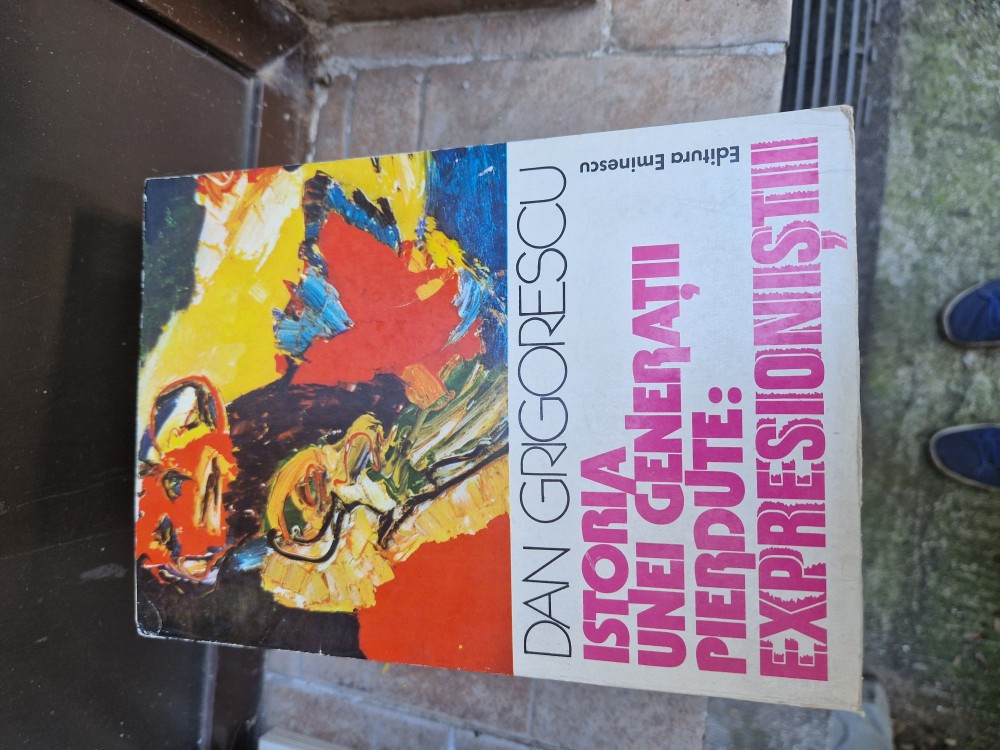 DAN GRIGORESCU
ISTORIA
UNEI GENERAȚII
PIERDUTE:
EXPRESIONIȘTII
Editura Eminescu